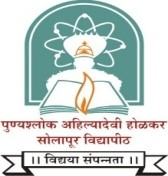 पुण्यश्लोक अहिल्यादेवी होळकर
सोलापूर विद्यापीठ
।। विद्यया संपन्नता ।।